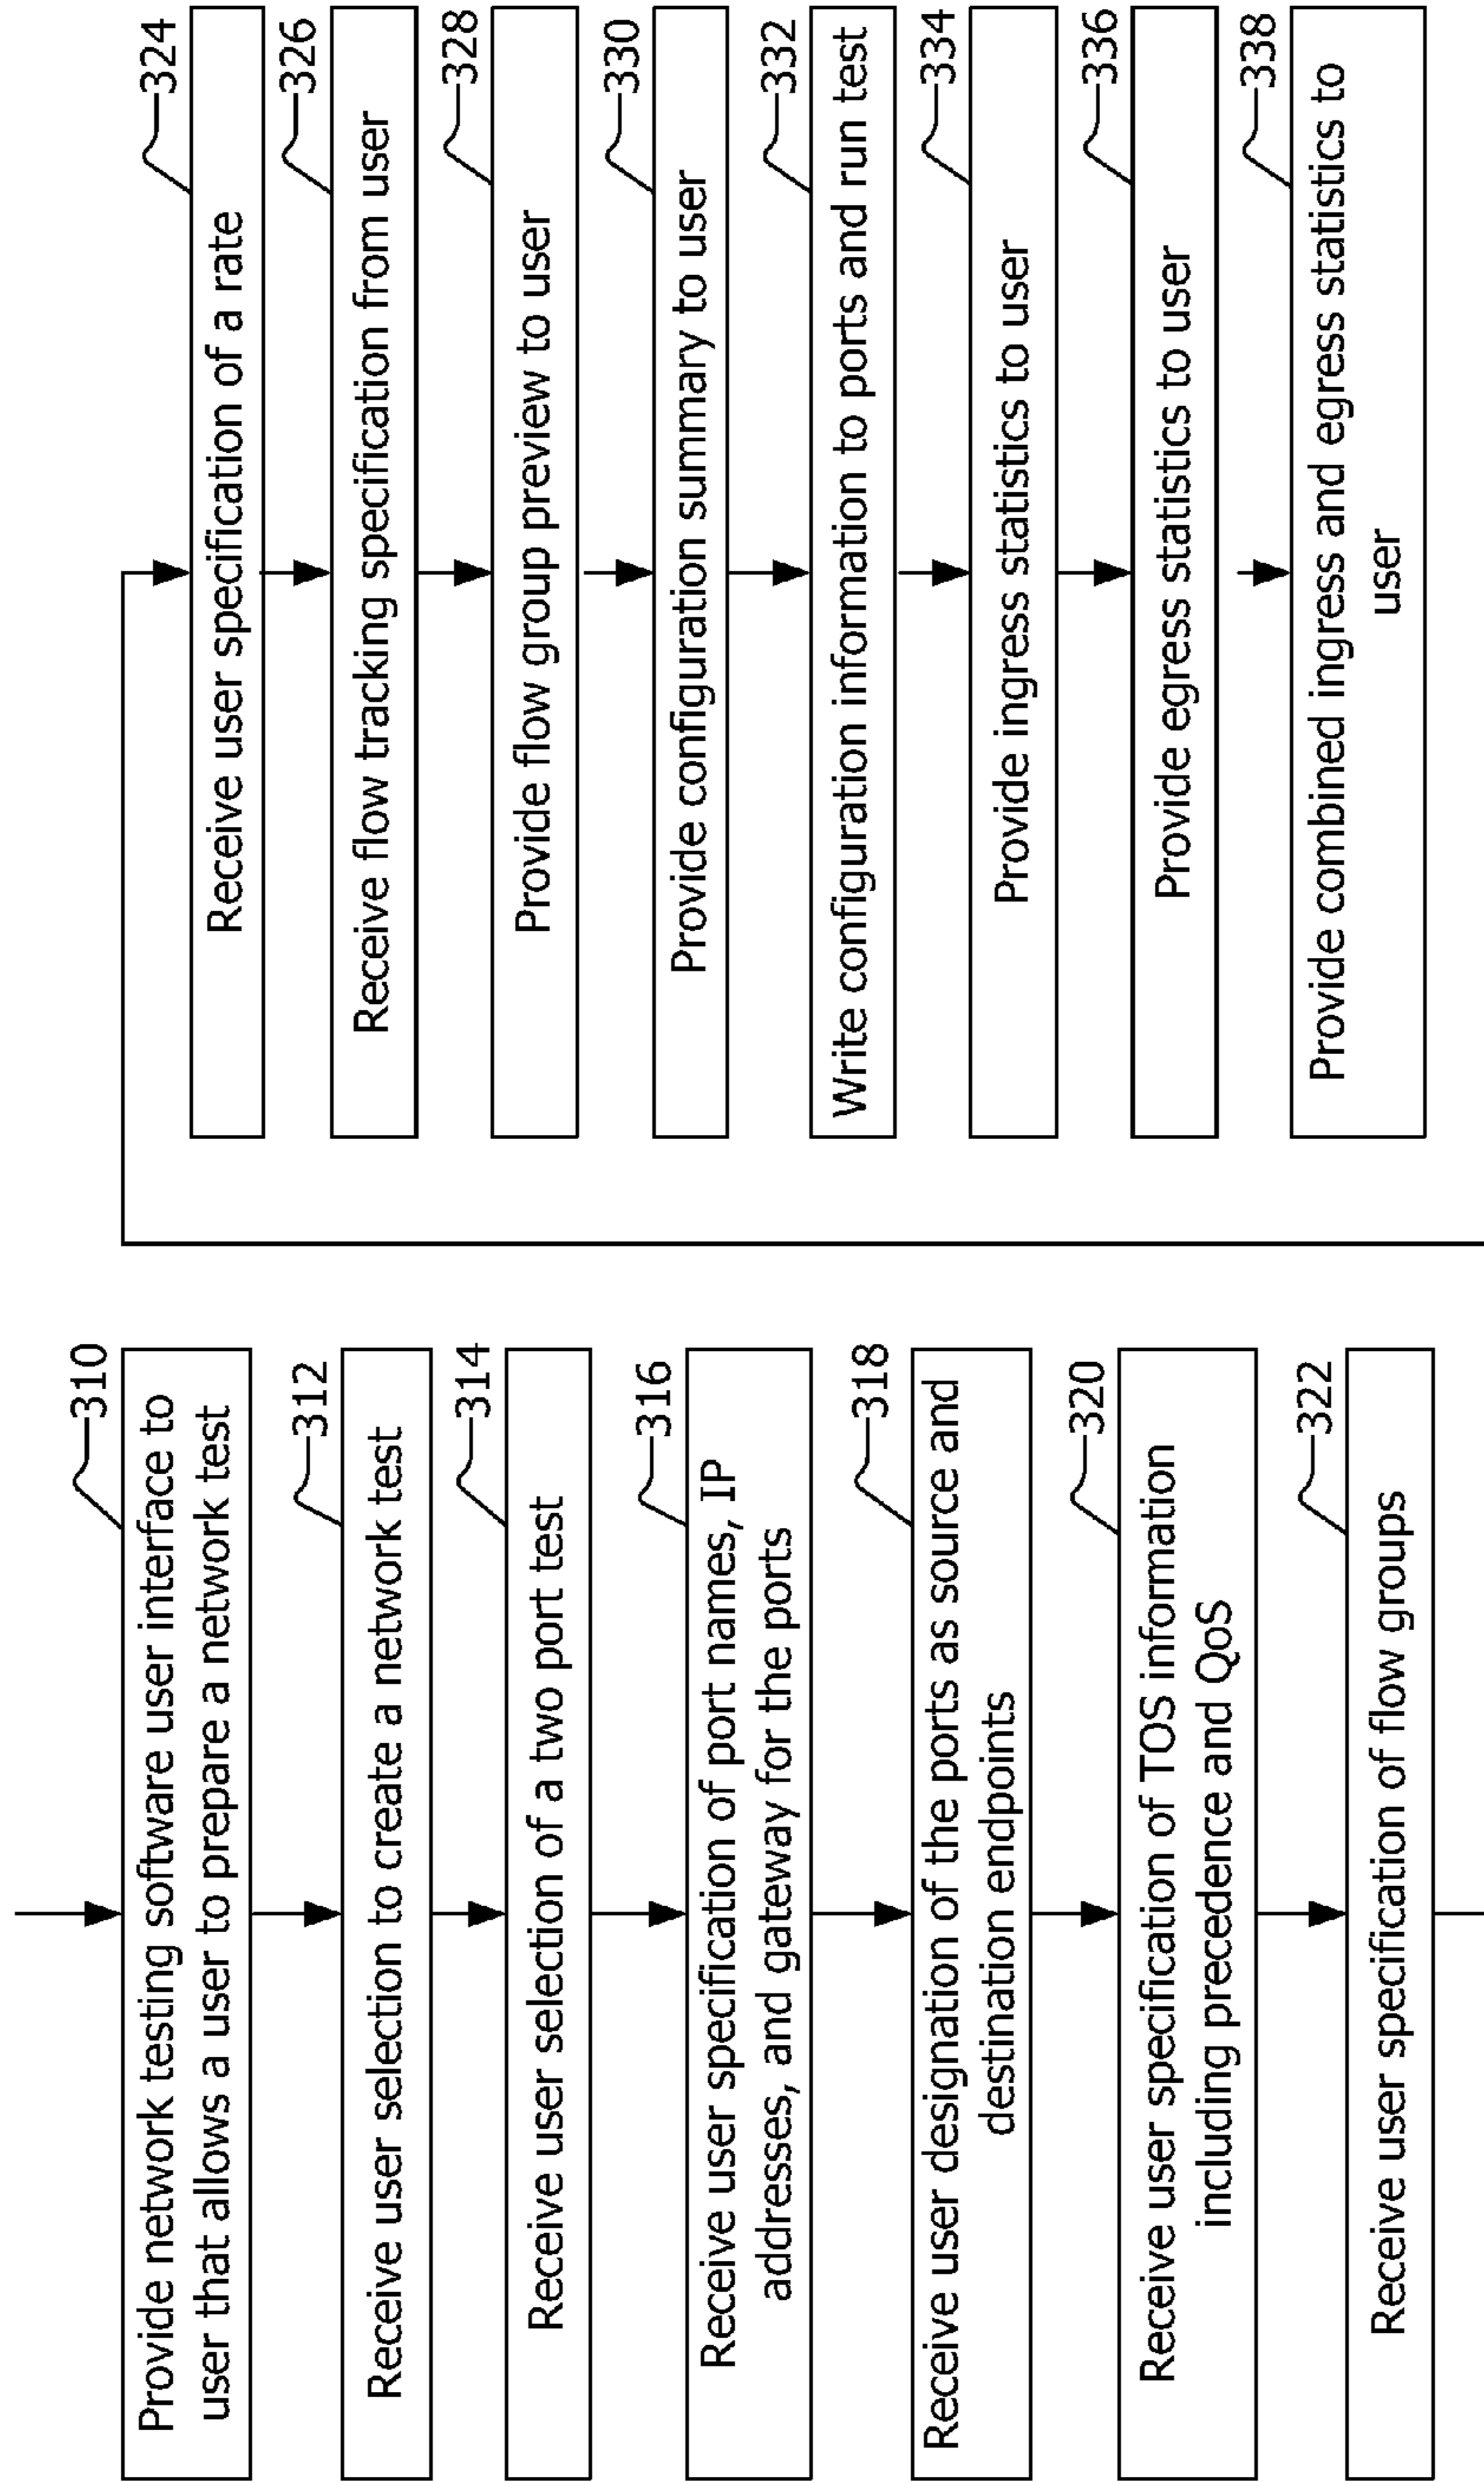 310
Provide network testing software user interface to
user that allows a user to prepare a network test
312
Receive user selection to create a network test
314
Receive user selection of a two port test
316
Receive user specification of port names, IP
addresses, and gateway for the ports
318
Receive user designation of the ports as source and
destination endpoints
320
Receive user specification of TOS information
including precedence and QoS
322
Receive user specification of flow groups
324
Receive user specification of a rate
326
Receive flow tracking specification from user
328
Provide flow group preview to user
330
Provide configuration summary to user
332
Write configuration information to ports and run test
334
Provide ingress statistics to user
336
Provide egress statistics to user
338
Provide combined ingress and egress statistics to
user